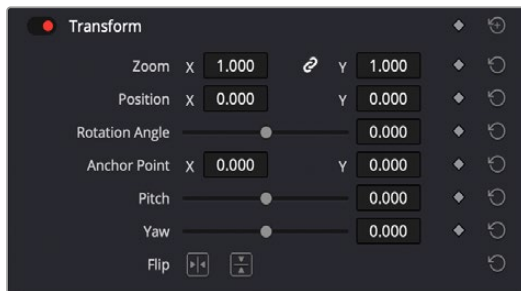 Transform
Zoom X 1.000 Y 1.000
Position X 0.000 Y 0.000
Rotation Angle 0.000
Anchor Point X 0.000 Y 0.000
Pitch 0.000
Yaw 0.000
Flip